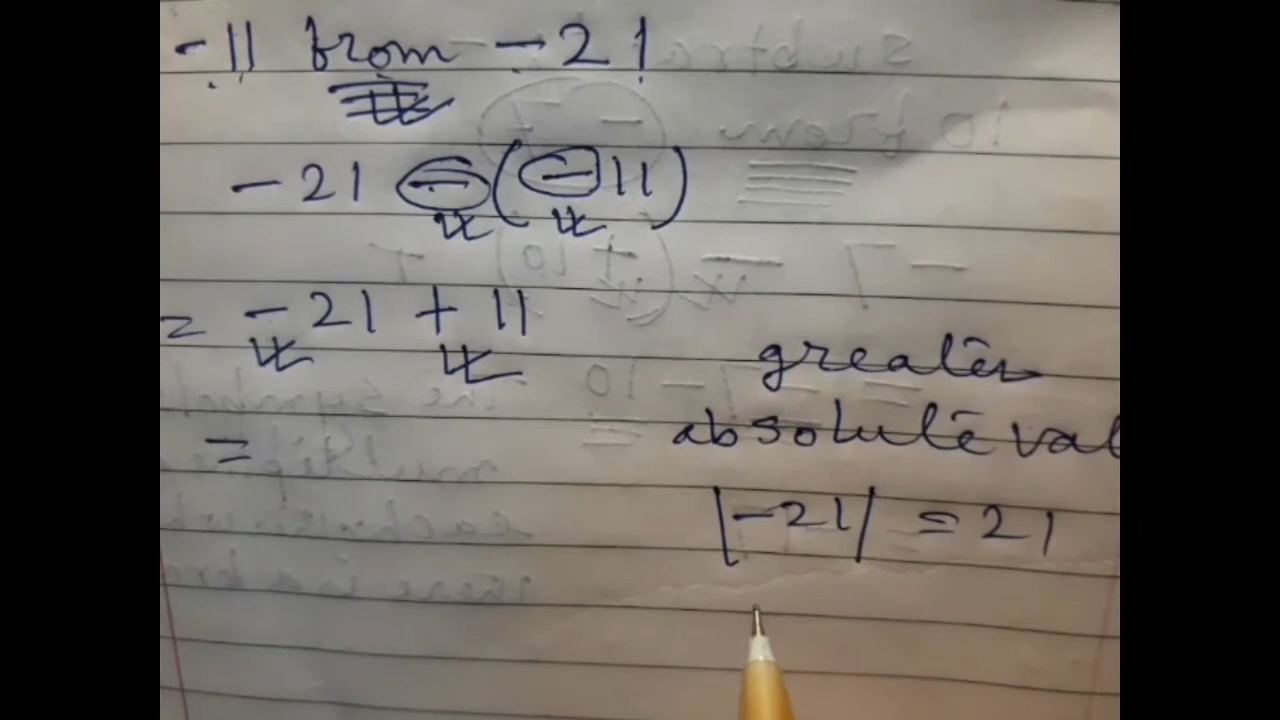 -11 from -21
-21 - (-11)
= -21 + 11
=
greater
absolute val
|-21| = 21